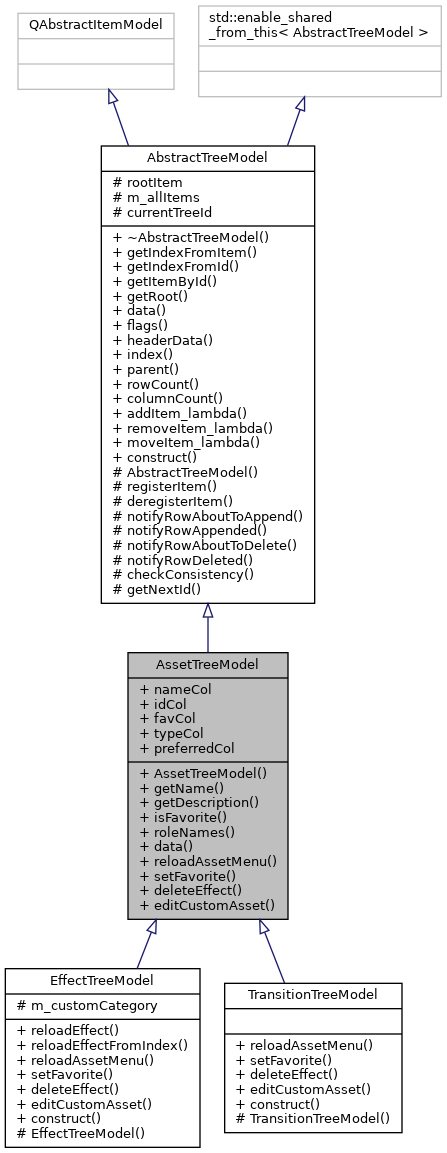 QAbstractItemModel
std::enable_shared
_from_this< AbstractTreeModel >
AbstractTreeModel
# rootItem
# m_allItems
# currentTreeId
+ ~AbstractTreeModel()
+ getIndexFromItem()
+ getIndexFromId()
+ getItemById()
+ getRoot()
+ data()
+ flags()
+ headerData()
+ index()
+ parent()
+ rowCount()
+ columnCount()
+ addItem_lambda()
+ removeItem_lambda()
+ moveItem_lambda()
+ construct()
# AbstractTreeModel()
# registerItem()
# deregisterItem()
# notifyRowAboutToAppend()
# notifyRowAppended()
# notifyRowAboutToDelete()
# notifyRowDeleted()
# checkConsistency()
# getNextId()
AssetTreeModel
+ nameCol
+ idCol
+ favCol
+ typeCol
+ preferredCol
+ AssetTreeModel()
+ getName()
+ getDescription()
+ isFavorite()
+ roleNames()
+ data()
+ reloadAssetMenu()
+ setFavorite()
+ deleteEffect()
+ editCustomAsset()
EffectTreeModel
# m_customCategory
+ reloadEffect()
+ reloadEffectFromIndex()
+ reloadAssetMenu()
+ setFavorite()
+ deleteEffect()
+ editCustomAsset()
+ construct()
# EffectTreeModel()
TransitionTreeModel
+ reloadAssetMenu()
+ setFavorite()
+ deleteEffect()
+ editCustomAsset()
+ construct()
# TransitionTreeModel()